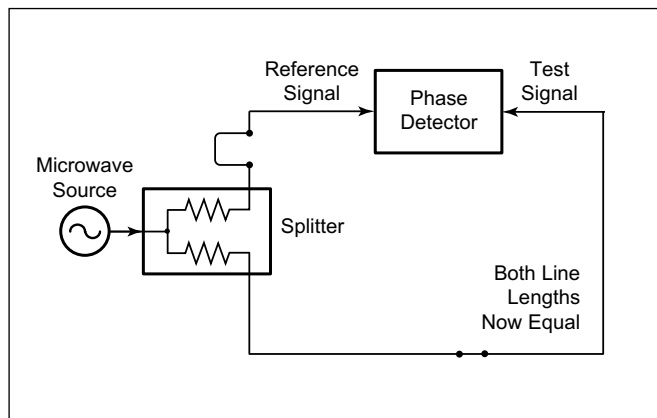 Reference
Signal
Test
Signal
Phase
Detector
Microwave
Source
Splitter
Both Line
Lengths
Now Equal